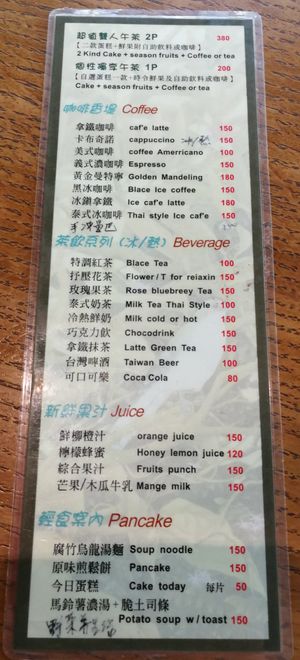 超值雙人午茶 2P 380
【二款蛋糕+鮮果附自助飲料或咖啡】
2 Kind Cake + season fruits + Coffee or tea
個性獨享午茶 1P 200
【自選蛋糕一款+時令鮮果及自助飲料或咖啡】
Cake + season fruits + Coffee or tea
咖啡香堤 Coffee
拿鐵咖啡 caf'e latte 150
卡布奇諾 cappuccino 冰/熱 150
美式咖啡 coffee Amerricano 100
義式濃咖啡 Espresso 150
黃金曼特寧 Golden Mandeling 180
黑冰咖啡 Blace Ice coffee 150
冰鎮拿鐵 Ice caf'e latte 150
泰式冰咖啡 Thai style Ice caf'e 150
茶飲系列(冰/熱) Beverage
特調紅茶 Blace Tea 100
抒壓花茶 Flower/T for relaxin 150
玫瑰果茶 Rose bluebreey Tea 150
泰式奶茶 Milk Tea Thai Style 100
冷熱鮮奶 Milk cold or hot 150
巧克力飲 Chocodrink 150
拿鐵抹茶 Latte Green Tea 150
台灣啤酒 Taiwan Beer 100
可口可樂 Coca Cola 80
新鮮果汁 Juice
鮮柳橙汁 orange juice 150
檸檬蜂蜜 Honey lemon juice 120
綜合果汁 Fruits punch 150
芒果/木瓜牛乳 Mange milk 150
輕食案內 Pancake
腐竹烏龍湯麵 Soup noodle 150
原味煎鬆餅 Pancake 150
今日蛋糕 Cake today 每片 50
馬鈴薯濃湯+脆土司條
Potato soup w/toast 150